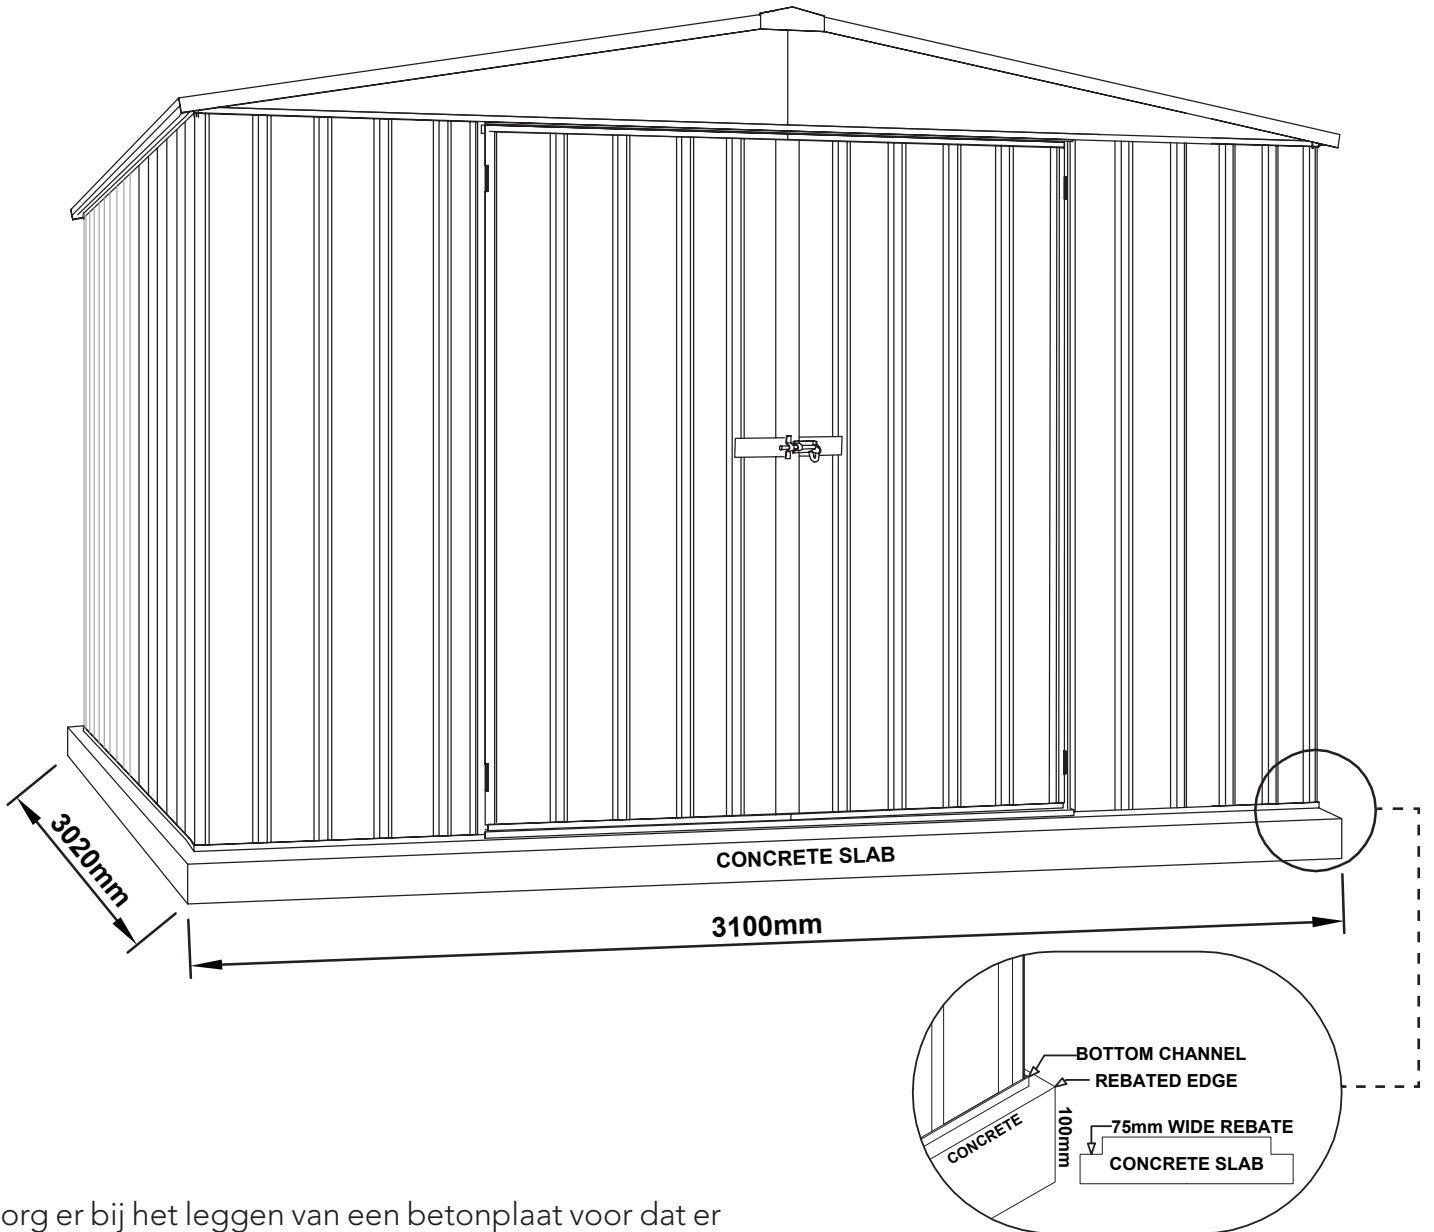 CONCRETE SLAB
3020mm
3100mm
BOTTOM CHANNEL
REBATED EDGE
CONCRETE
100mm
75mm WIDE REBATE
CONCRETE SLAB
org er bij het leggen van een betonplaat voor dat er